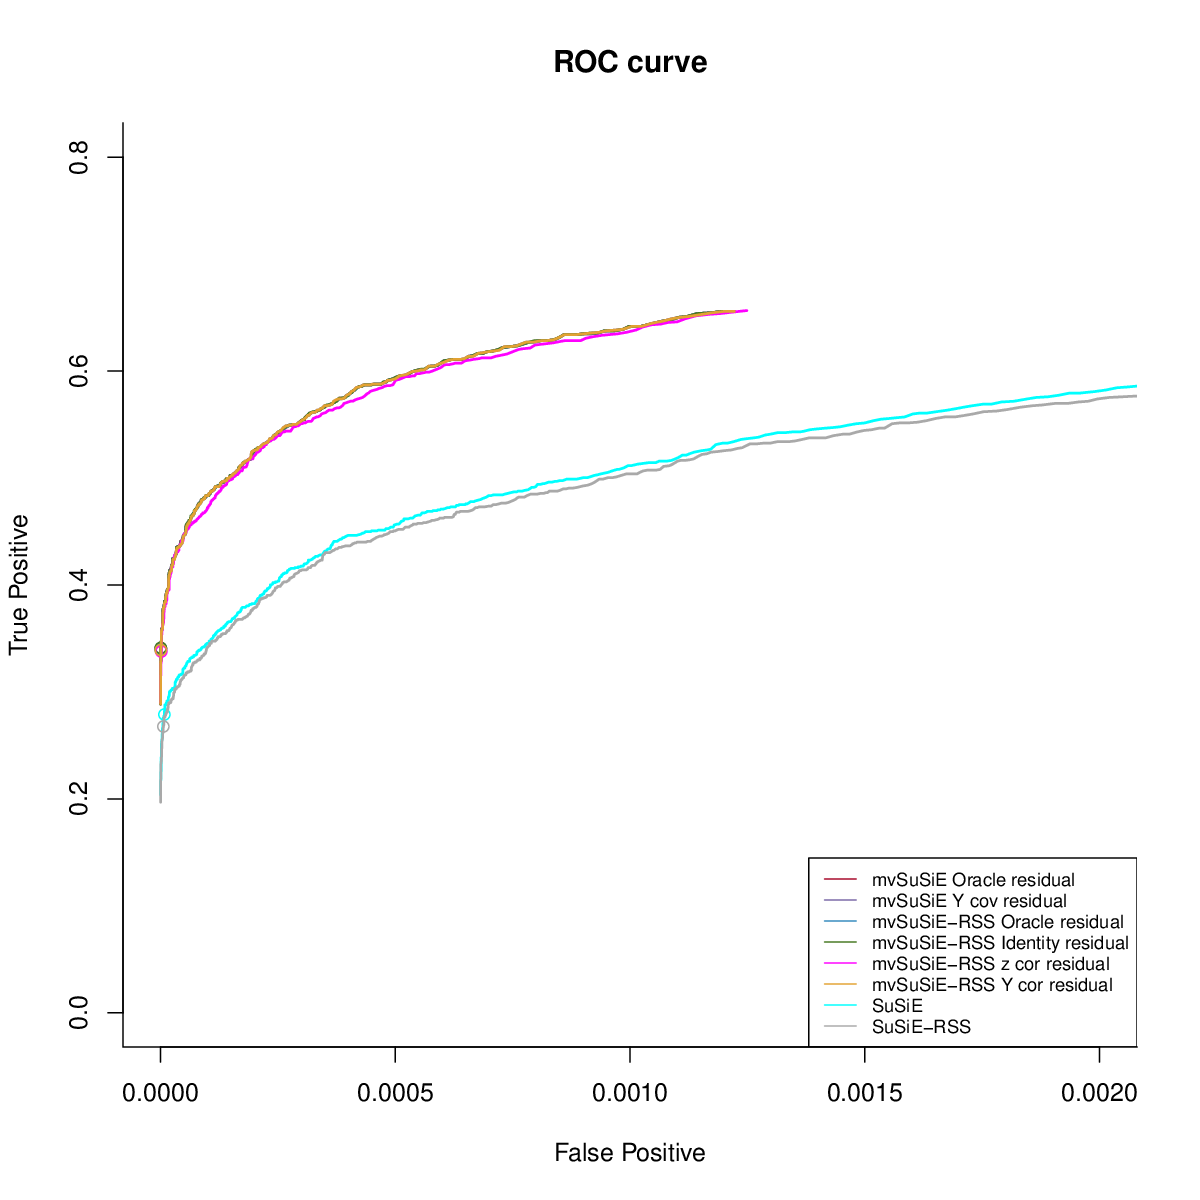 ROC curve
0.8
0.6
0.4
0.2
0.0
True Positive
mvSuSiE Oracle residual
mvSuSiE Y cov residual
mvSuSiE−RSS Oracle residual
mvSuSiE−RSS Identity residual
mvSuSiE−RSS z cor residual
mvSuSiE−RSS Y cor residual
SuSiE
SuSiE−RSS
0.0000 0.0005 0.0010 0.0015 0.0020
False Positive